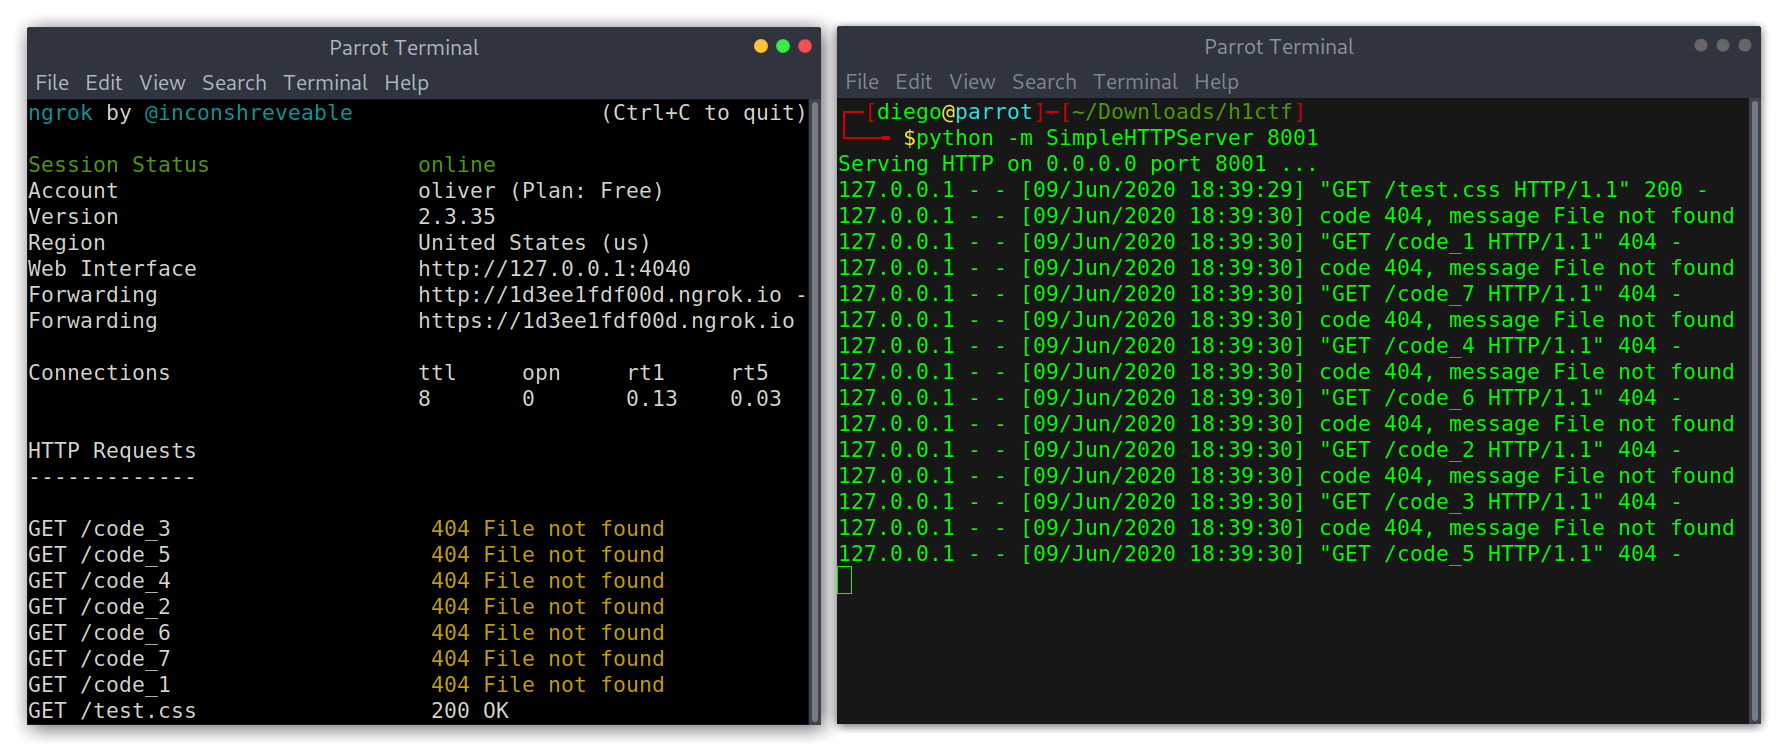 Parrot Terminal
File Edit View Search Terminal Help
ngrok by @inconshreveable (Ctrl+C to quit)
Session Status online
Account oliver (Plan: Free)
Version 2.3.35
Region United States (us)
Web Interface http://127.0.0.1:4040
Forwarding http://1d3ee1fdf00d.ngrok.io -
Forwarding https://1d3ee1fdf00d.ngrok.io
Connections ttl opn rt1 rt5
8 0 0.13 0.03
HTTP Requests
-------------
GET /code_3 404 File not found
GET /code_5 404 File not found
GET /code_4 404 File not found
GET /code_2 404 File not found
GET /code_6 404 File not found
GET /code_7 404 File not found
GET /code_1 404 File not found
GET /test.css 200 OK
Parrot Terminal
File Edit View Search Terminal Help
┌─[diego@parrot]─[~/Downloads/h1ctf]
└──╼ $python -m SimpleHTTPServer 8001
Serving HTTP on 0.0.0.0 port 8001 ...
127.0.0.1 - - [09/Jun/2020 18:39:29] "GET /test.css HTTP/1.1" 200 -
127.0.0.1 - - [09/Jun/2020 18:39:30] code 404, message File not found
127.0.0.1 - - [09/Jun/2020 18:39:30] "GET /code_1 HTTP/1.1" 404 -
127.0.0.1 - - [09/Jun/2020 18:39:30] code 404, message File not found
127.0.0.1 - - [09/Jun/2020 18:39:30] "GET /code_7 HTTP/1.1" 404 -
127.0.0.1 - - [09/Jun/2020 18:39:30] code 404, message File not found
127.0.0.1 - - [09/Jun/2020 18:39:30] "GET /code_4 HTTP/1.1" 404 -
127.0.0.1 - - [09/Jun/2020 18:39:30] code 404, message File not found
127.0.0.1 - - [09/Jun/2020 18:39:30] "GET /code_6 HTTP/1.1" 404 -
127.0.0.1 - - [09/Jun/2020 18:39:30] code 404, message File not found
127.0.0.1 - - [09/Jun/2020 18:39:30] "GET /code_2 HTTP/1.1" 404 -
127.0.0.1 - - [09/Jun/2020 18:39:30] code 404, message File not found
127.0.0.1 - - [09/Jun/2020 18:39:30] "GET /code_3 HTTP/1.1" 404 -
127.0.0.1 - - [09/Jun/2020 18:39:30] code 404, message File not found
127.0.0.1 - - [09/Jun/2020 18:39:30] "GET /code_5 HTTP/1.1" 404 -